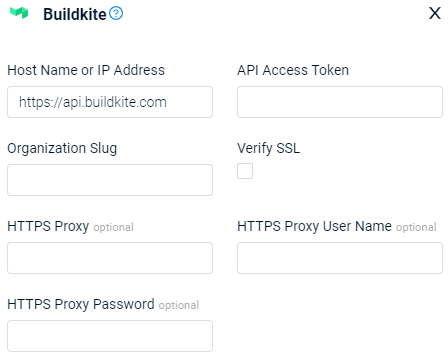 Buildkite ?
X
Host Name or IP Address
API Access Token
https://api.buildkite.com
Organization Slug
Verify SSL
HTTPS Proxy optional
HTTPS Proxy User Name optional
HTTPS Proxy Password optional